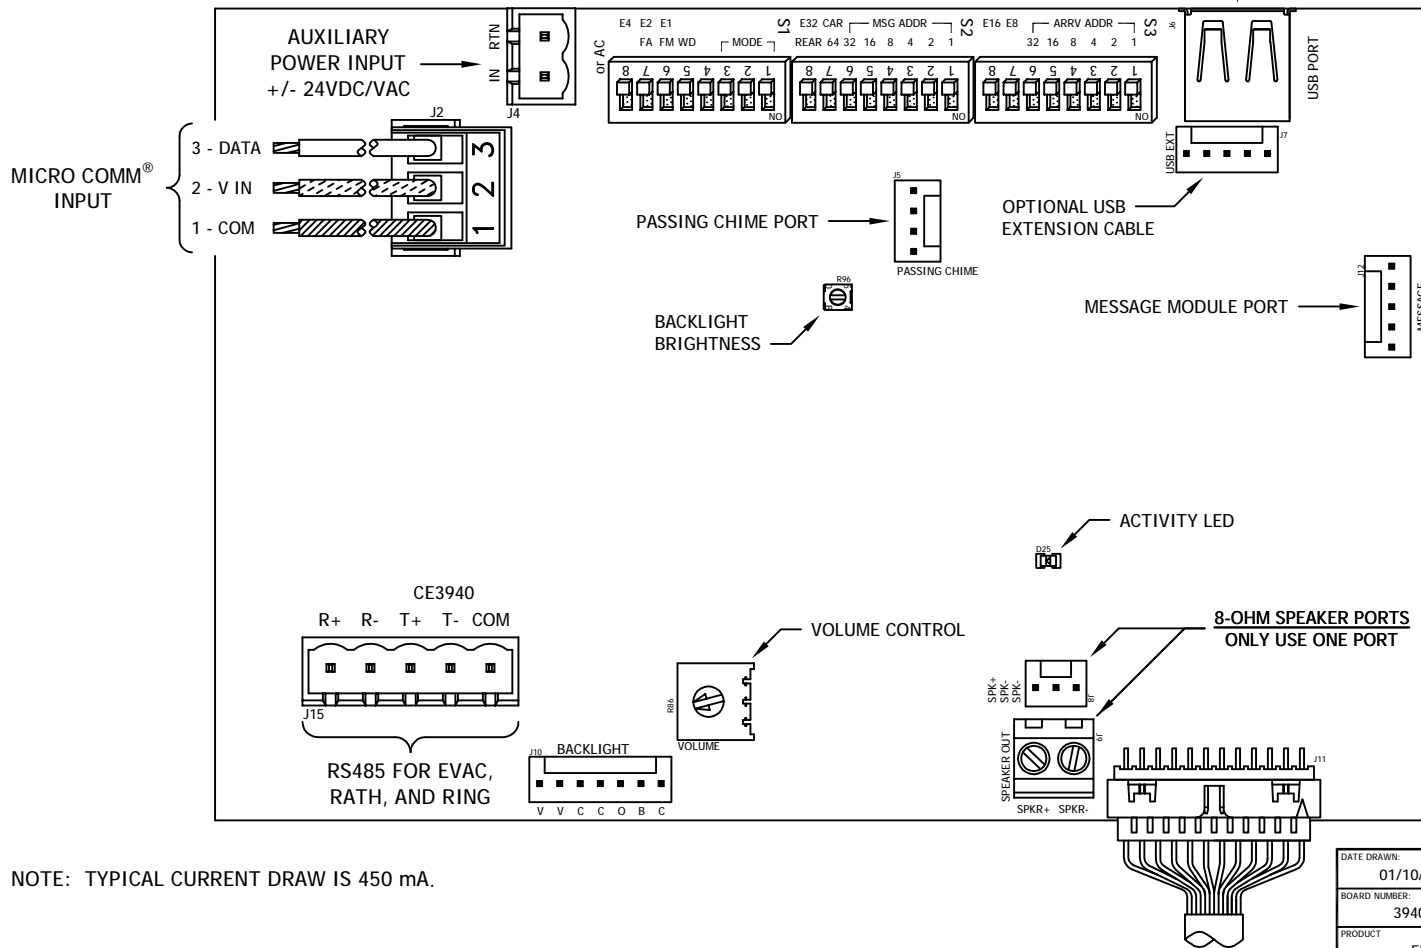 AUXILIARY
POWER INPUT
+/- 24VDC/VAC
IN RTN
J4
J2
MICRO COMM®
INPUT
3 - DATA
2 - V IN
1 - COM
3
2
1
or AC
E4 E2 E1
FA FM WD MODE
S1
8 7 6 5 4 3 2 1
NO
E32 CAR MSG ADDR
REAR 64 32 16 8 4 2 1
S2
8 7 6 5 4 3 2 1
NO
E16 E8 ARRV ADDR
32 16 8 4 2 1
S3
8 7 6 5 4 3 2 1
NO
J6
USB PORT
USB EXT
J7
OPTIONAL USB
EXTENSION CABLE
PASSING CHIME PORT
J5
PASSING CHIME
R96
BACKLIGHT
BRIGHTNESS
MESSAGE MODULE PORT
J12
MESSAGE
ACTIVITY LED
D25
CE3940
R+ R- T+ T- COM
J15
RS485 FOR EVAC,
RATH, AND RING
VOLUME CONTROL
R86
VOLUME
J10 BACKLIGHT
V V C C O B C
8-OHM SPEAKER PORTS
ONLY USE ONE PORT
SPK+
SPK-
SPK-
J8
J9
SPEAKER OUT
SPKR+ SPKR-
J11
NOTE: TYPICAL CURRENT DRAW IS 450 mA.
DATE DRAWN:
01/10/
BOARD NUMBER:
3940
PRODUCT